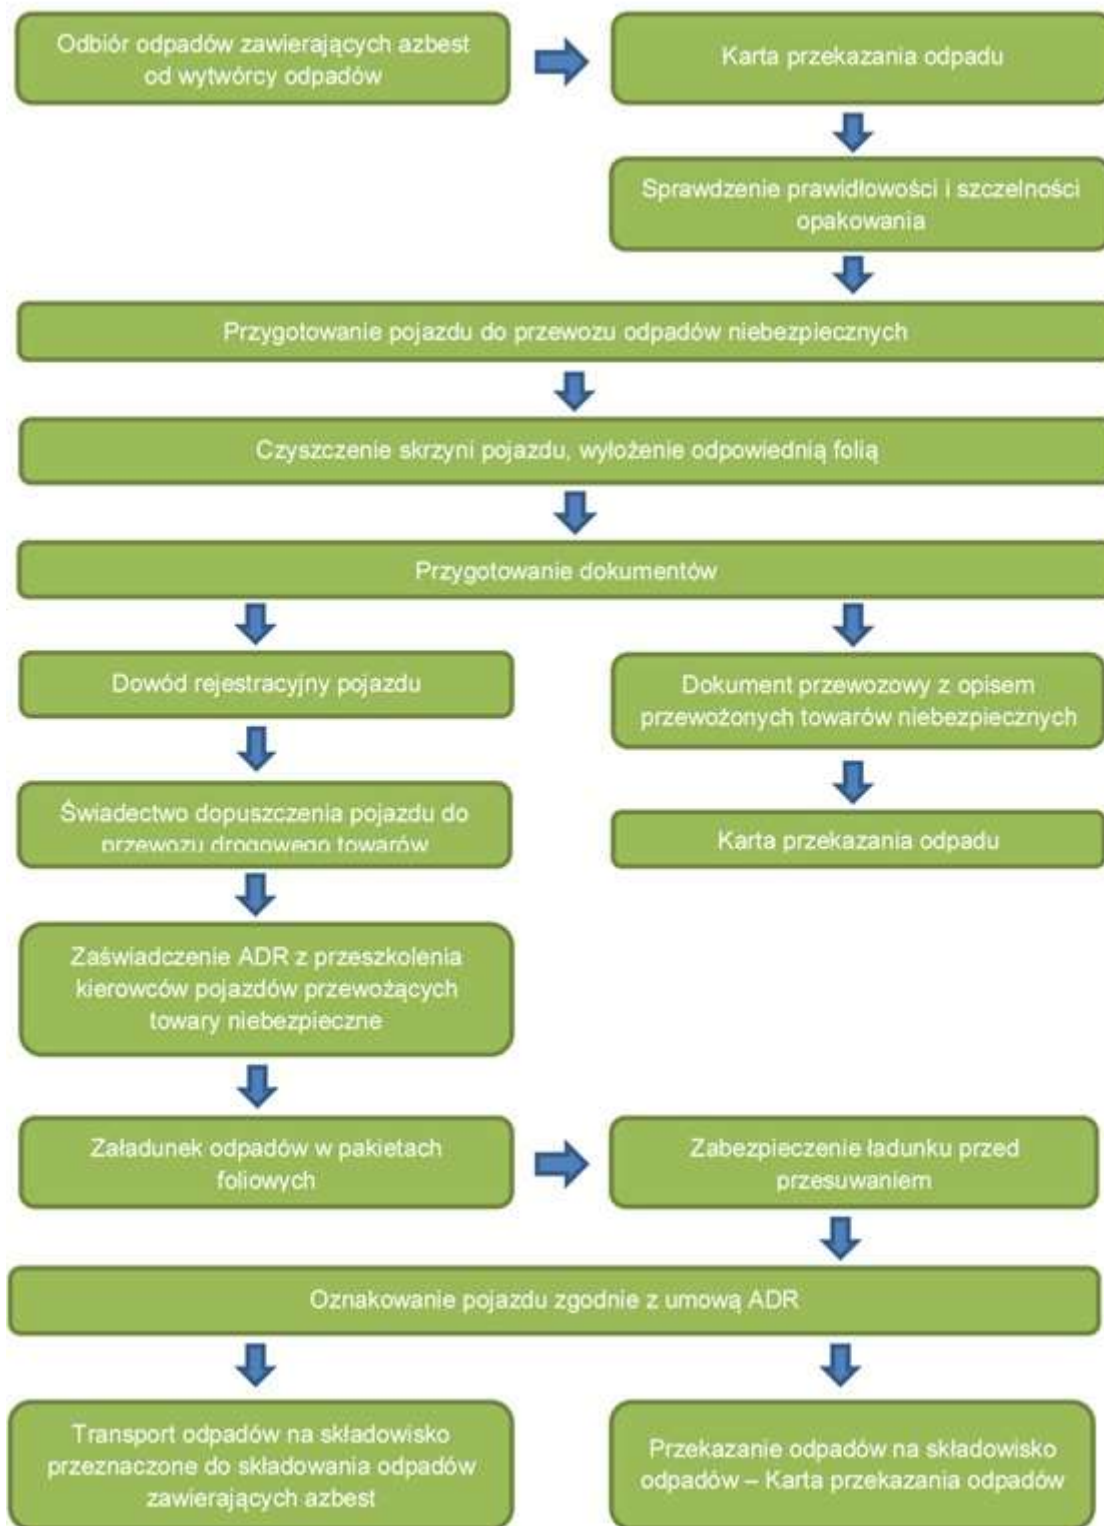 Odbiór odpadów zawierających azbest
od wytwórcy odpadów
Karta przekazania odpadu
Sprawdzenie prawidłowości i szczelności
opakowania
Przygotowanie pojazdu do przewozu odpadów niebezpiecznych
Czyszczenie skrzyni pojazdu, wyłożenie odpowiednią folią
Przygotowanie dokumentów
Dowód rejestracyjny pojazdu
Dokument przewozowy z opisem
przewożonych towarów niebezpiecznych
Świadectwo dopuszczenia pojazdu do
przewozu drogowego towarów
Karta przekazania odpadu
Zaświadczenie ADR z przeszkolenia
kierowców pojazdów przewożących
towary niebezpieczne
Załadunek odpadów w pakietach
foliowych
Zabezpieczenie ładunku przed
przesuwaniem
Oznakowanie pojazdu zgodnie z umową ADR
Transport odpadów na składowisko
przeznaczone do składowania odpadów
zawierających azbest
Przekazanie odpadów na składowisko
odpadów – Karta przekazania odpadów